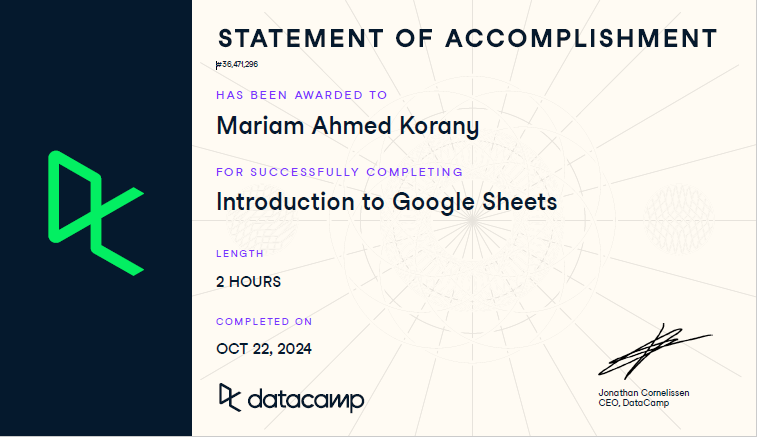 STATEMENT OF ACCOMPLISHMENT
#36,471,296
HAS BEEN AWARDED TO
Mariam Ahmed Korany
FOR SUCCESSFULLY COMPLETING
Introduction to Google Sheets
LENGTH
2 HOURS
COMPLETED ON
OCT 22, 2024
datacamp
Jonathan Cornelissen
CEO, DataCamp